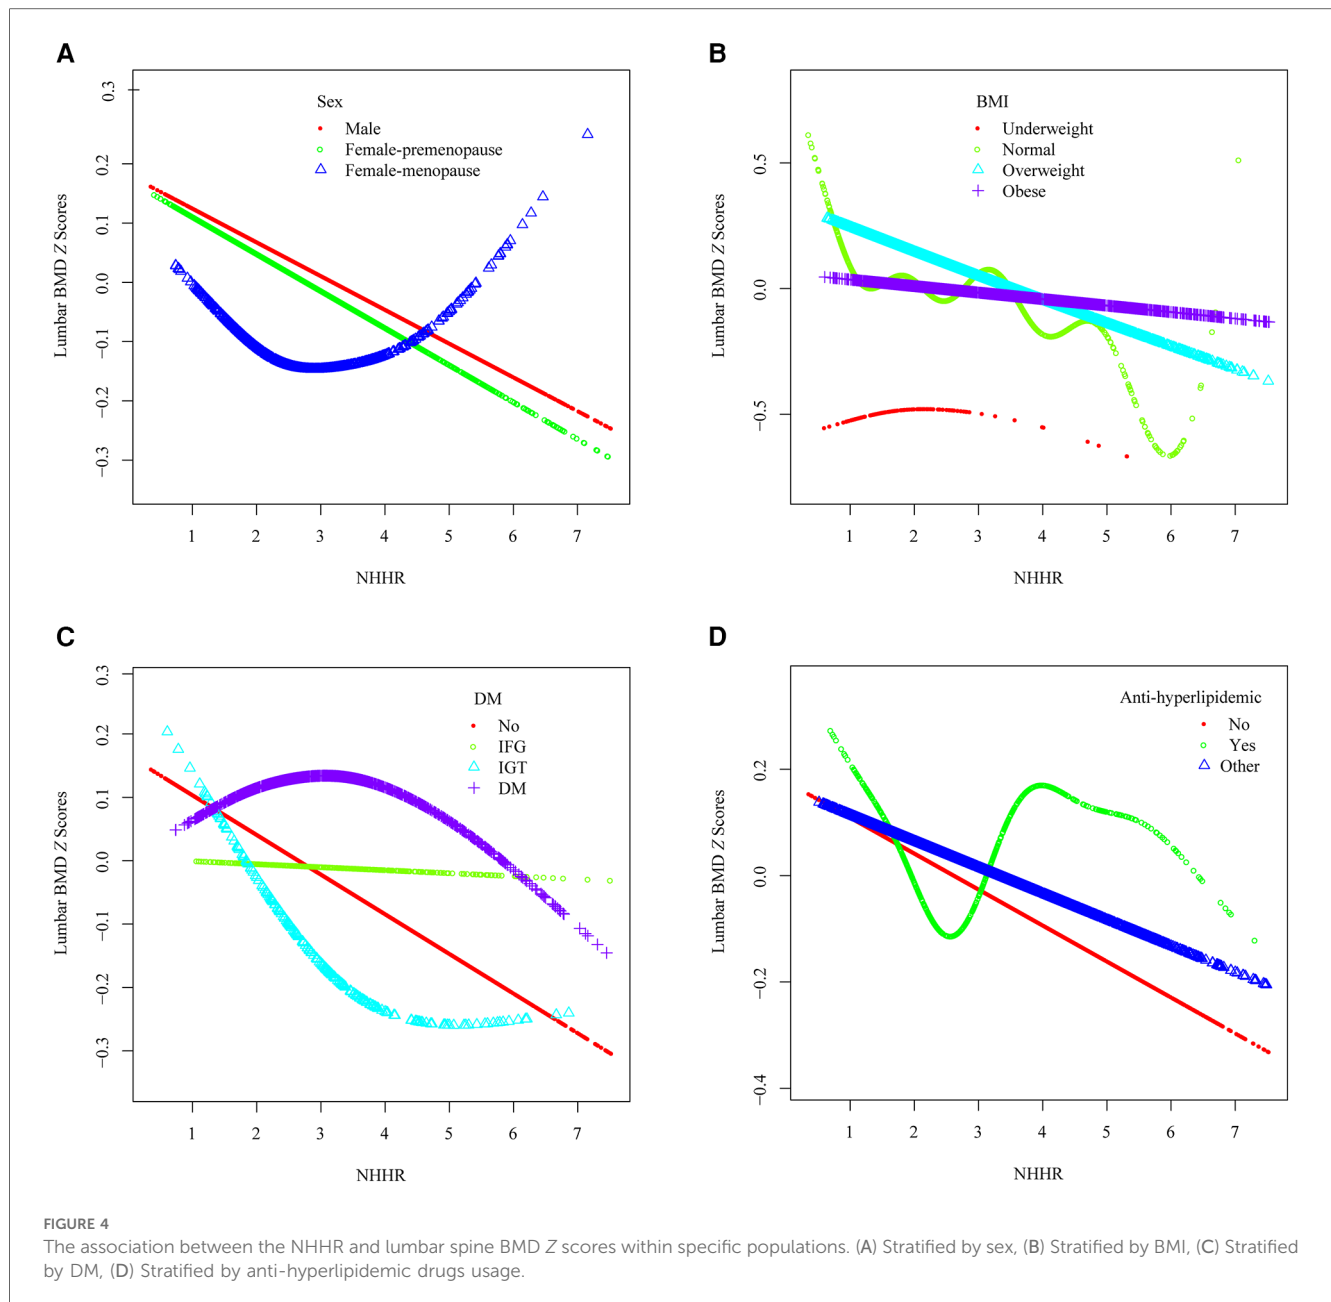 A
Sex
Male
Female-premenopause
Female-menopause
Lumbar BMD Z Scores
0.3
0.2
0.1
0.0
−0.1
−0.2
−0.3
1 2 3 4 5 6 7
NHHR
B
BMI
Underweight
Normal
Overweight
Obese
Lumbar BMD Z Scores
0.5
0.0
−0.5
1 2 3 4 5 6 7
NHHR
C
DM
No
IFG
IGT
DM
Lumbar BMD Z Scores
0.3
0.2
0.1
0.0
−0.1
−0.2
−0.3
1 2 3 4 5 6 7
NHHR
D
Anti-hyperlipidemic
No
Yes
Other
Lumbar BMD Z Scores
0.2
0.0
−0.2
−0.4
1 2 3 4 5 6 7
NHHR
FIGURE 4
The association between the NHHR and lumbar spine BMD Z scores within specific populations. (A) Stratified by sex, (B) Stratified by BMI, (C) Stratified
by DM, (D) Stratified by anti-hyperlipidemic drugs usage.